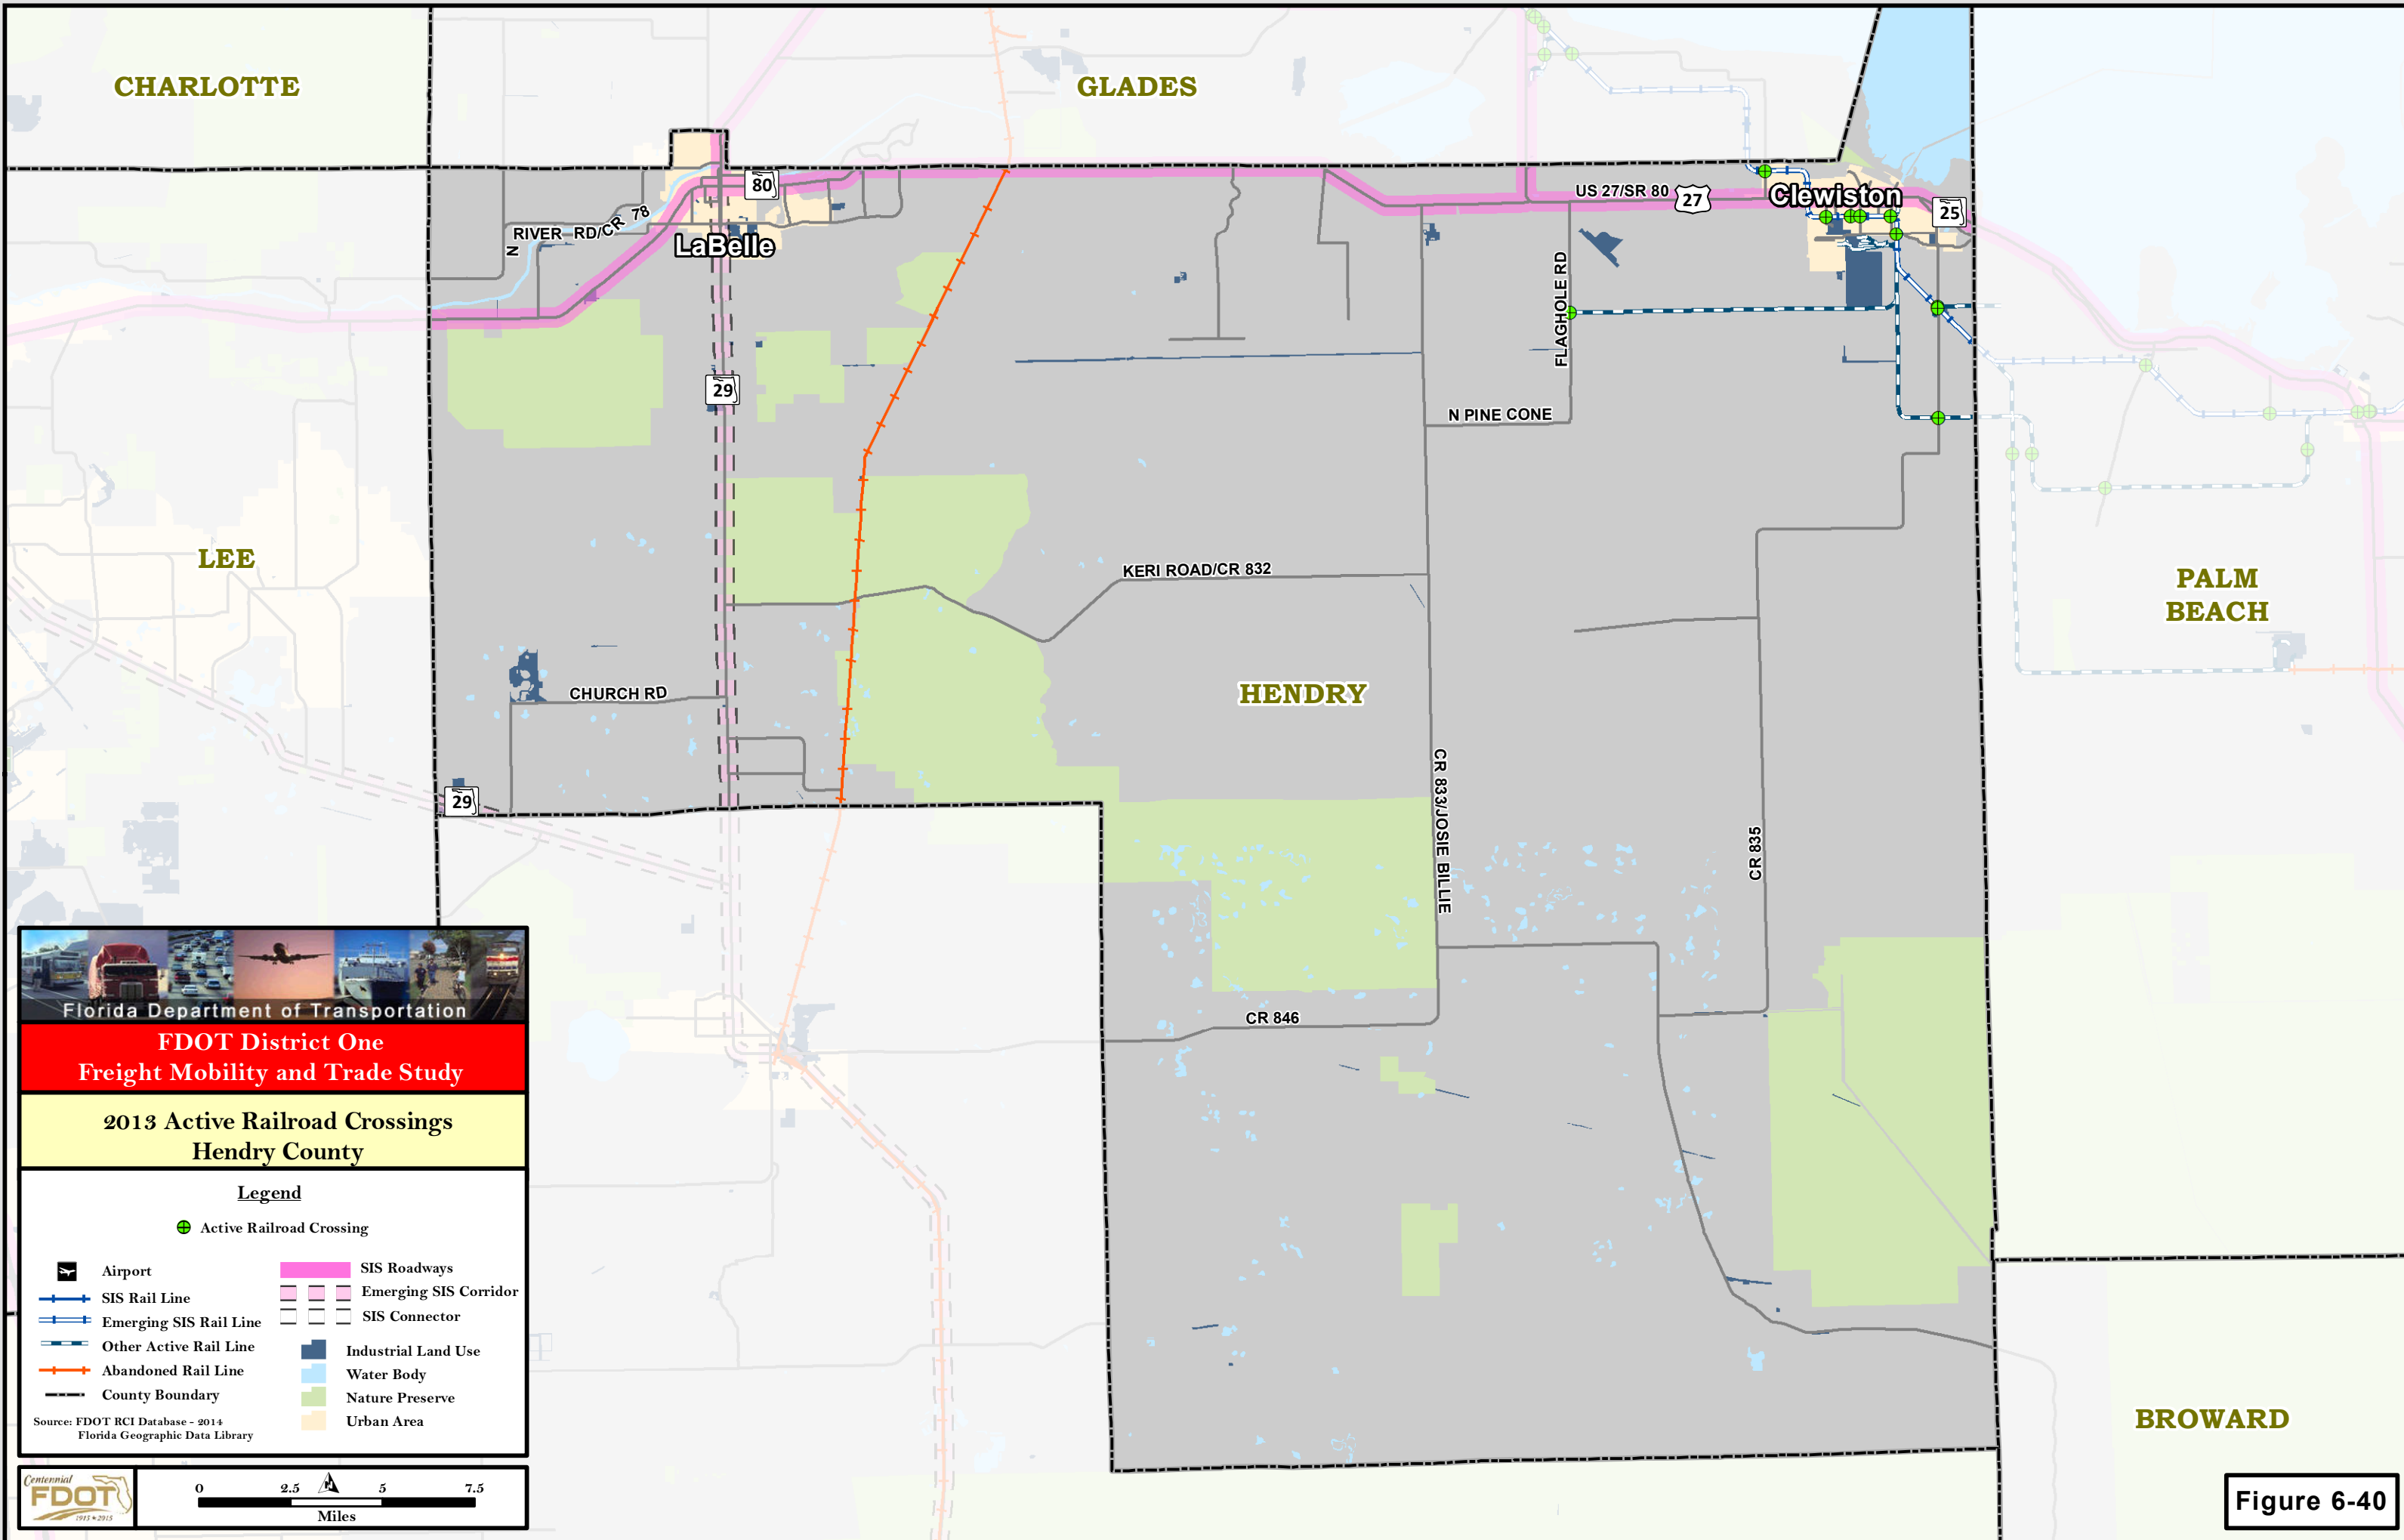 CHARLOTTE
GLADES
80
US 27/SR 80
27
Clewiston
25
RIVER RD/CR 78
N
LaBelle
FLAGHOLE RD
29
N PINE CONE
LEE
KERI ROAD/CR 832
PALM
BEACH
CHURCH RD
HENDRY
29
CR 833/JOSIE BILLIE
CR 835
CR 846
BROWARD
Florida Department of Transportation
FDOT District One
Freight Mobility and Trade Study
2013 Active Railroad Crossings
Hendry County
Legend
Active Railroad Crossing
Airport
SIS Rail Line
Emerging SIS Rail Line
Other Active Rail Line
Abandoned Rail Line
County Boundary
SIS Roadways
Emerging SIS Corridor
SIS Connector
Industrial Land Use
Water Body
Nature Preserve
Urban Area
Source: FDOT RCI Database - 2014
Florida Geographic Data Library
Centennial
FDOT
1915★2015
0 2.5 N 5 7.5
Miles
Figure 6-40